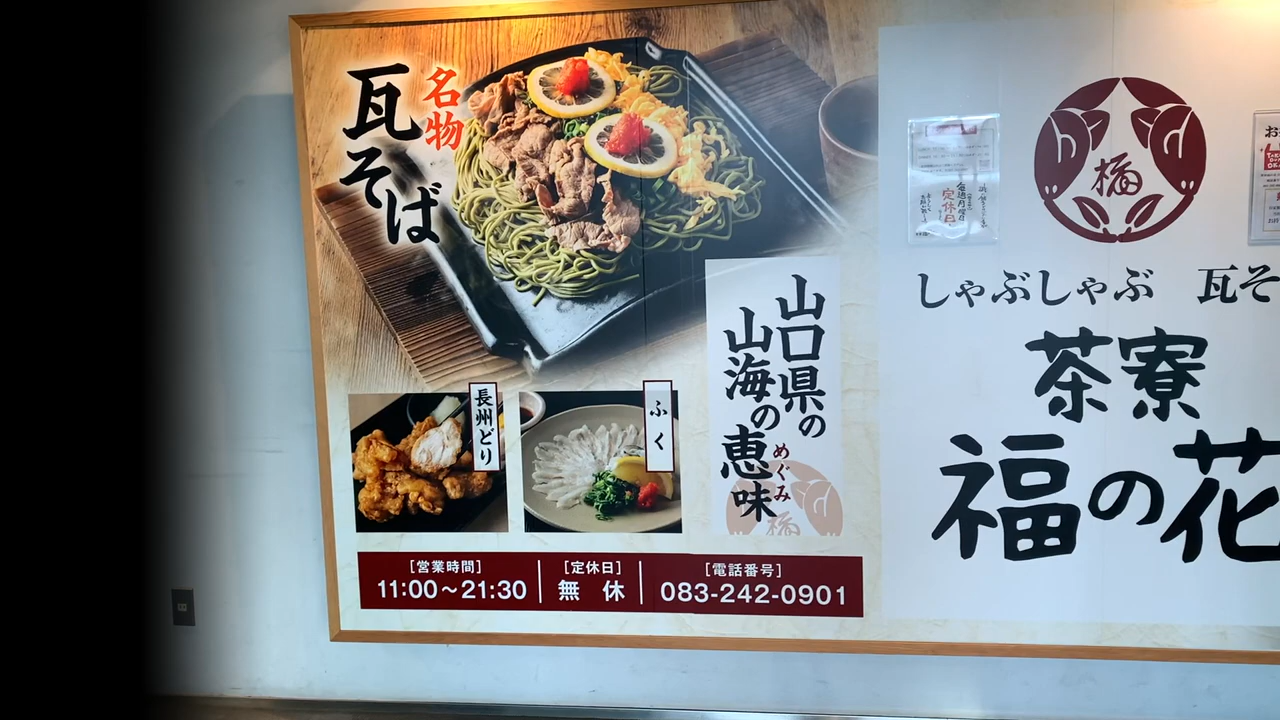 名物
瓦そば
山口県の
山海の
恵味
めぐみ
福
長州どり
ふく
[営業時間]
11:00～21:30
[定休日]
無休
[電話番号]
083-242-0901
定休日
福
しゃぶしゃぶ 瓦そ
茶寮
福の花